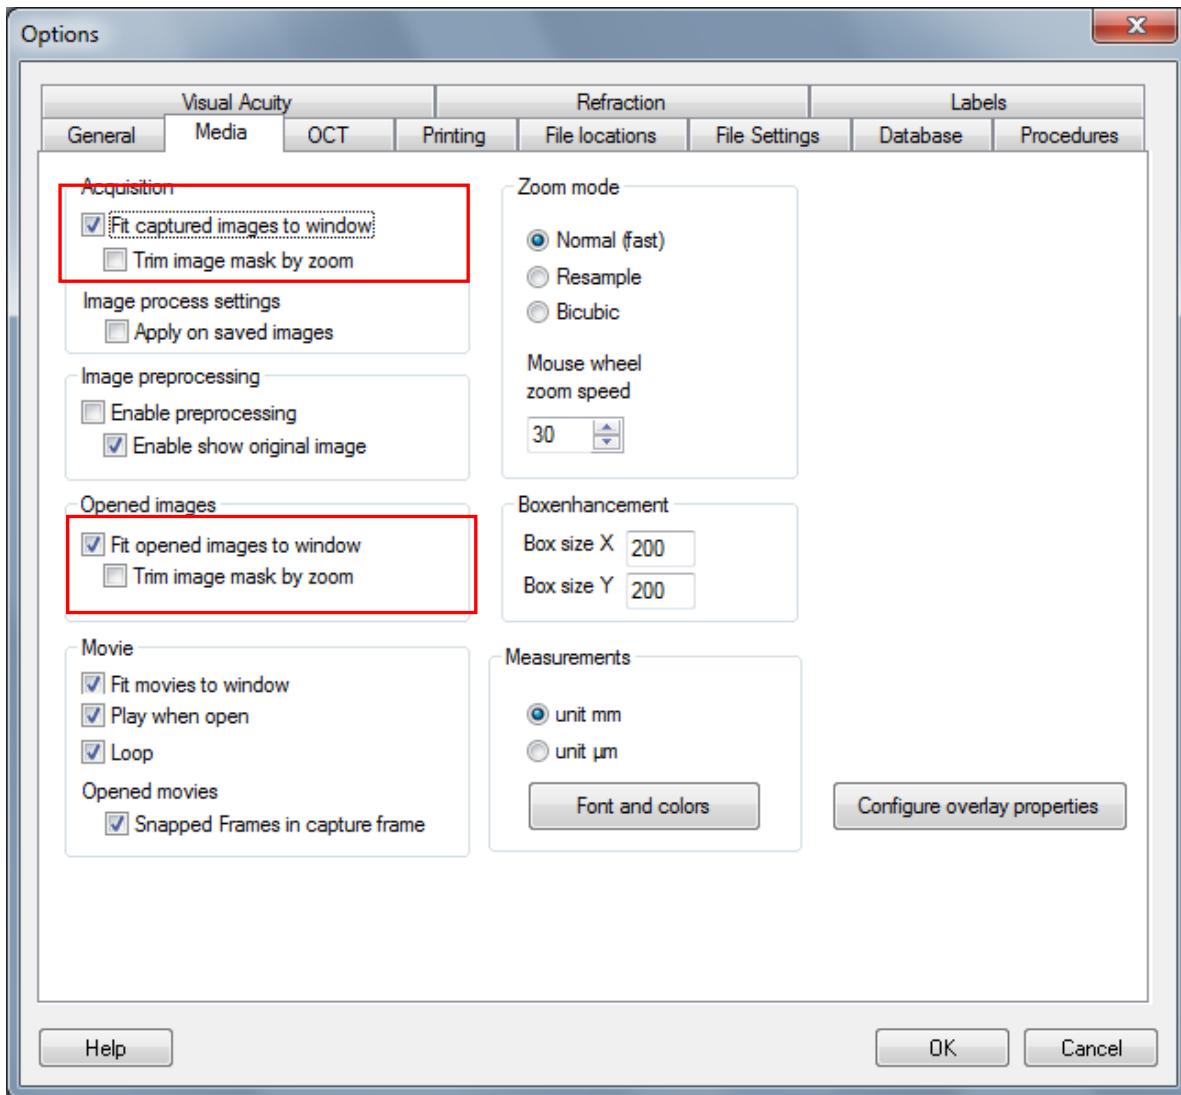 Options
X
Visual Acuity
Refraction
Labels
General
Media
OCT
Printing
File locations
File Settings
Database
Procedures
Acquisition
Fit captured images to window
Trim image mask by zoom
Image process settings
Apply on saved images
Image preprocessing
Enable preprocessing
Enable show original image
Opened images
Fit opened images to window
Trim image mask by zoom
Movie
Fit movies to window
Play when open
Loop
Opened movies
Snapped Frames in capture frame
Zoom mode
Normal (fast)
Resample
Bicubic
Mouse wheel
zoom speed
30
Boxenhancement
Box size X 200
Box size Y 200
Measurements
unit mm
unit µm
Font and colors
Configure overlay properties
Help
OK
Cancel